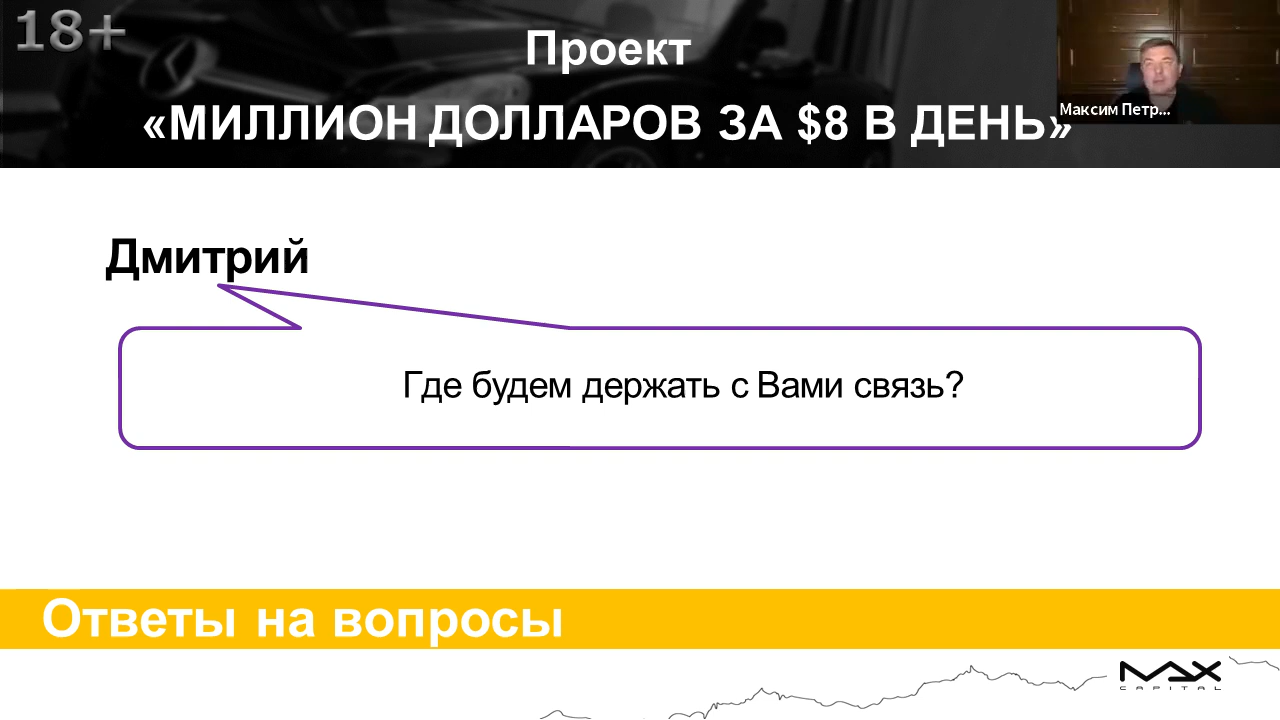 18+
Проект
«МИЛЛИОН ДОЛЛАРОВ ЗА $8 В ДЕНЬ»
Максим Петр...
Дмитрий
Где будем держать с Вами связь?
Ответы на вопросы
MAX
CAPITAL